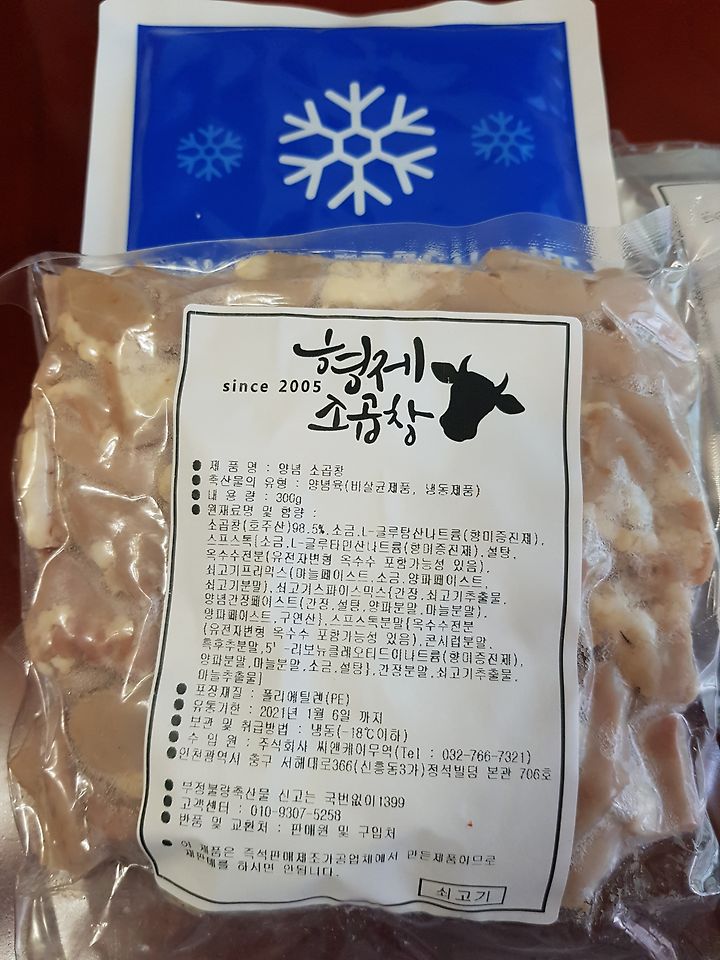 형제
since 2005
소곱창
● 제 품 명 : 양념 소곱창
● 축산물의 유형 : 양념육(비살균제품, 냉동제품)
● 내 용 량 : 300g
● 원재료명 및 함량 :
소곱창(호주산)98.5%,소금,L-글루탐산나트륨(향미증진제),
스프스톡{소금,L-글루타민산나트륨(향미증진제),설탕,
옥수수전분(유전자변형 옥수수 포함가능성 있음),
쇠고기프리믹스(마늘페이스트,소금,양파페이스트,
쇠고기분말},쇠고기스파이스믹스{간장,쇠고기추출물,
양념간장페이스트(간장,설탕,양파분말,마늘분말),
양파페이스트,구연산},스프스톡분말{옥수수전분
(유전자변형 옥수수 포함가능성 있음),콘시럽분말,
흑후추분말,5'-리보뉴클레오티드이나트륨(향미증진제),
양파분말,마늘분말,소금,설탕},간장분말,쇠고기추출물,
마늘추출물]
● 포장재질 : 폴리에틸렌(PE)
● 유통기한 : 2021년 1월 6일 까지
● 보관 및 취급방법 : 냉동(-18℃이하)
● 수 입 원 : 주식회사 씨앤케이무역(Tel : 032-766-7321)
●인천광역시 중구 서해대로366(신흥동3가)정석빌딩 본관 706호
● 부정불량축산물 신고는 국번없이1399
● 고객센터 : 010-9307-5258
● 반품 및 교환처 : 판매원 및 구입처
● 이 제품은 즉석판매제조가공업체에서 만든제품이므로
재판매를 하시면 안됩니다.
쇠고기